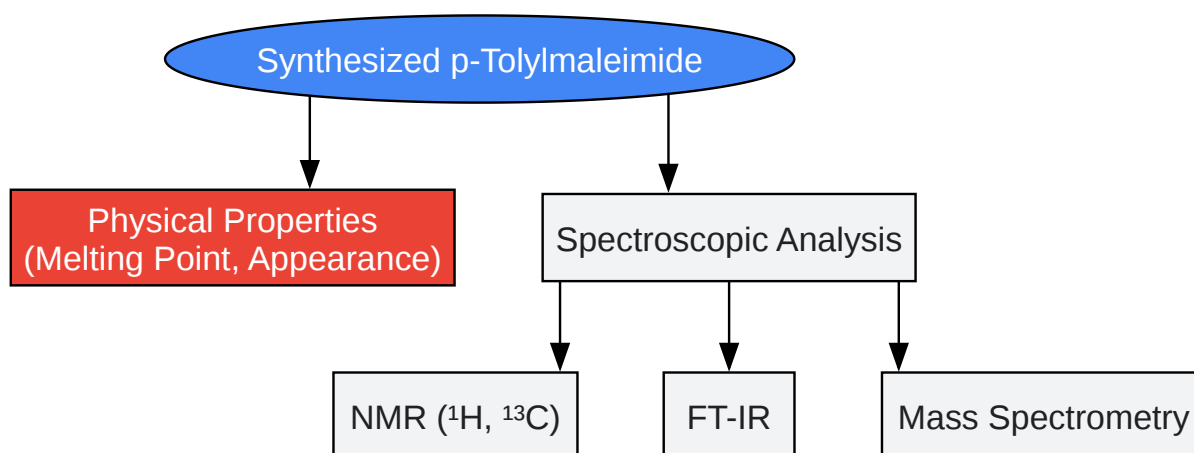 Synthesized p-Tolylmaleimide
Physical Properties
(Melting Point, Appearance)
Spectroscopic Analysis
NMR (¹H, ¹³C)
FT-IR
Mass Spectrometry